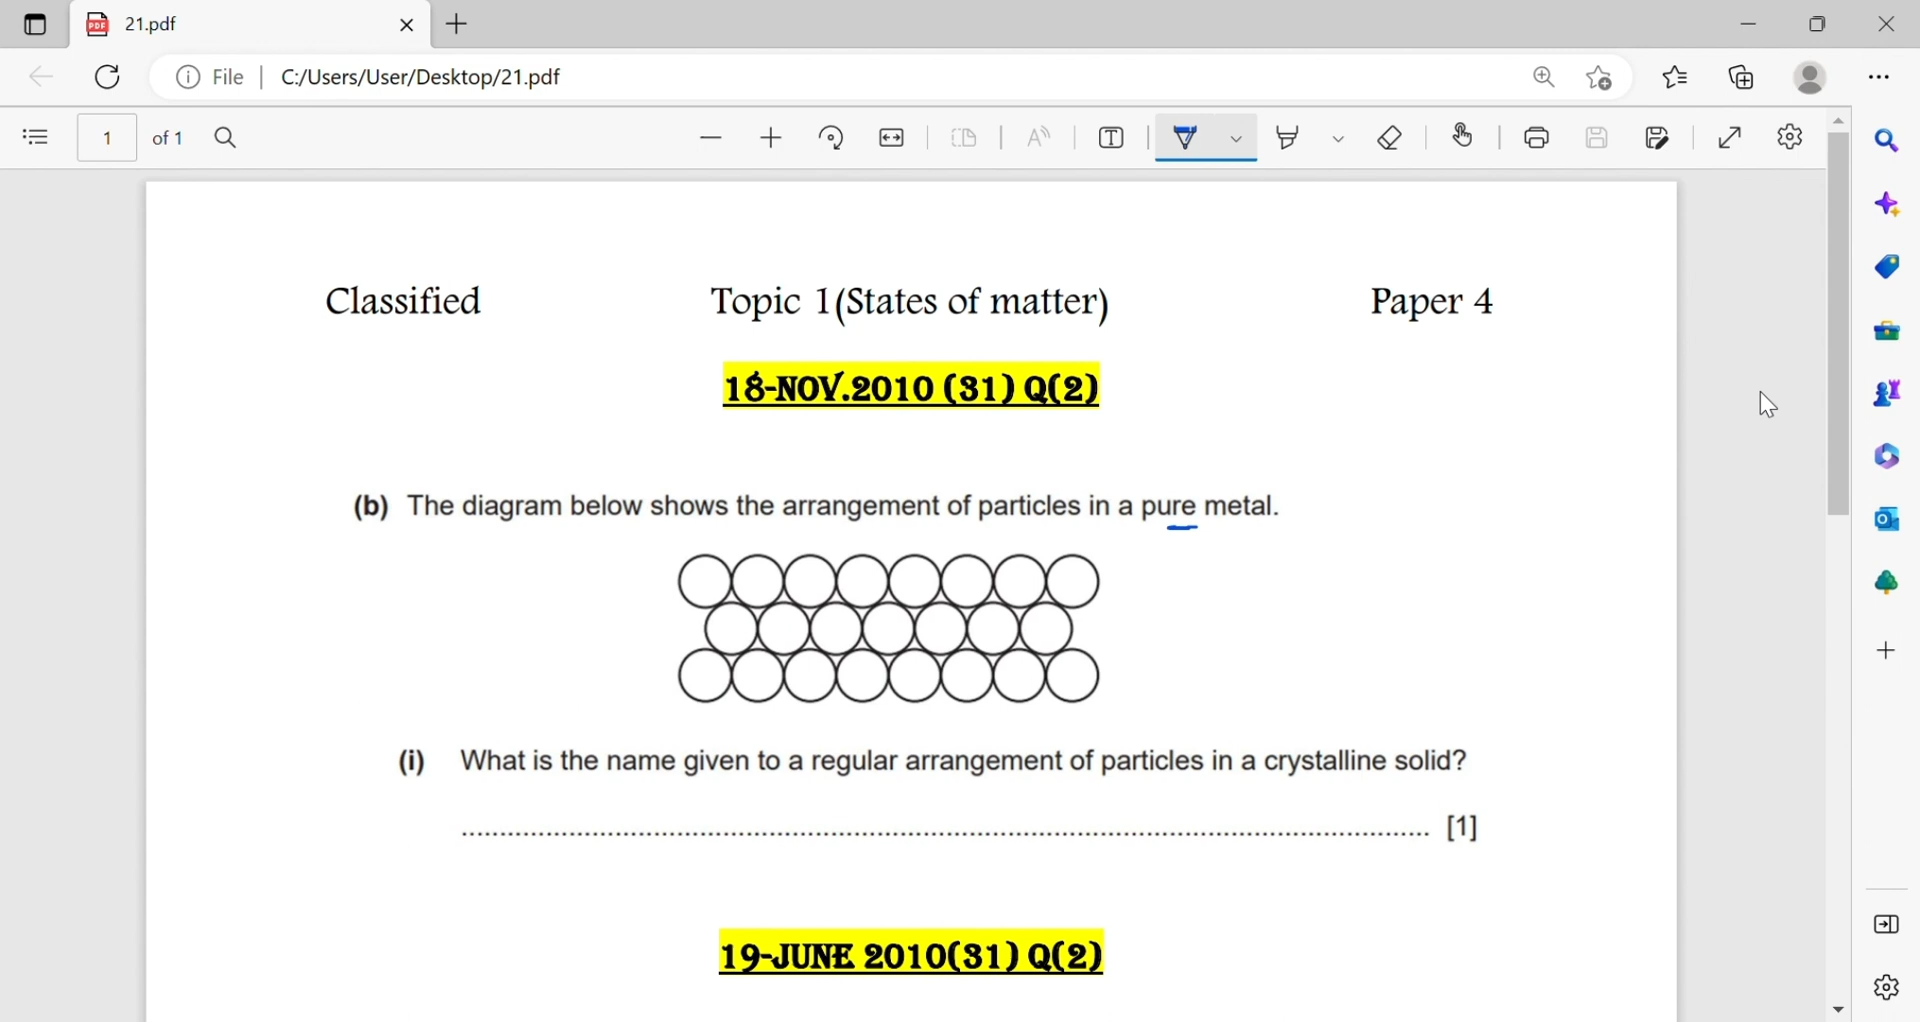 21.pdf
File | C:/Users/User/Desktop/21.pdf
1 of 1
Classified Topic 1(States of matter) Paper 4
18-NOV.2010 (31) Q(2)
(b) The diagram below shows the arrangement of particles in a pure metal.
(i) What is the name given to a regular arrangement of particles in a crystalline solid?
.................................................................................................................................. [1]
19-JUNE 2010(31) Q(2)